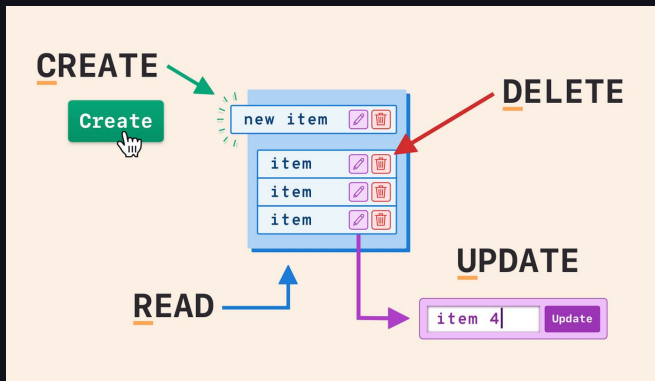 CREATE
Create
DELETE
new item
item
item
item
UPDATE
READ
item 4
Update